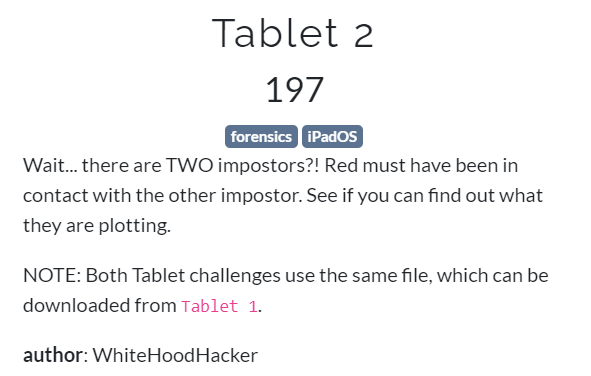 Tablet 2
197
forensics iPadOS
Wait... there are TWO impostors?! Red must have been in
contact with the other impostor. See if you can find out what
they are plotting.
NOTE: Both Tablet challenges use the same file, which can be
downloaded from Tablet 1.
author: WhiteHoodHacker